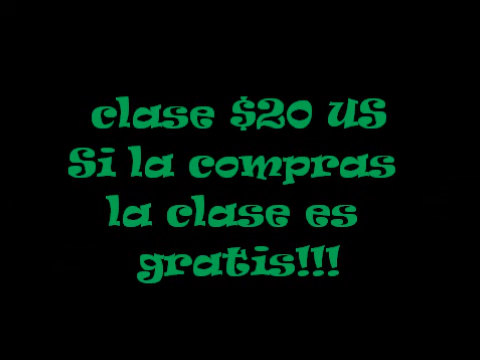 clase $20 US
Si la compras
la clase es
gratis!!!